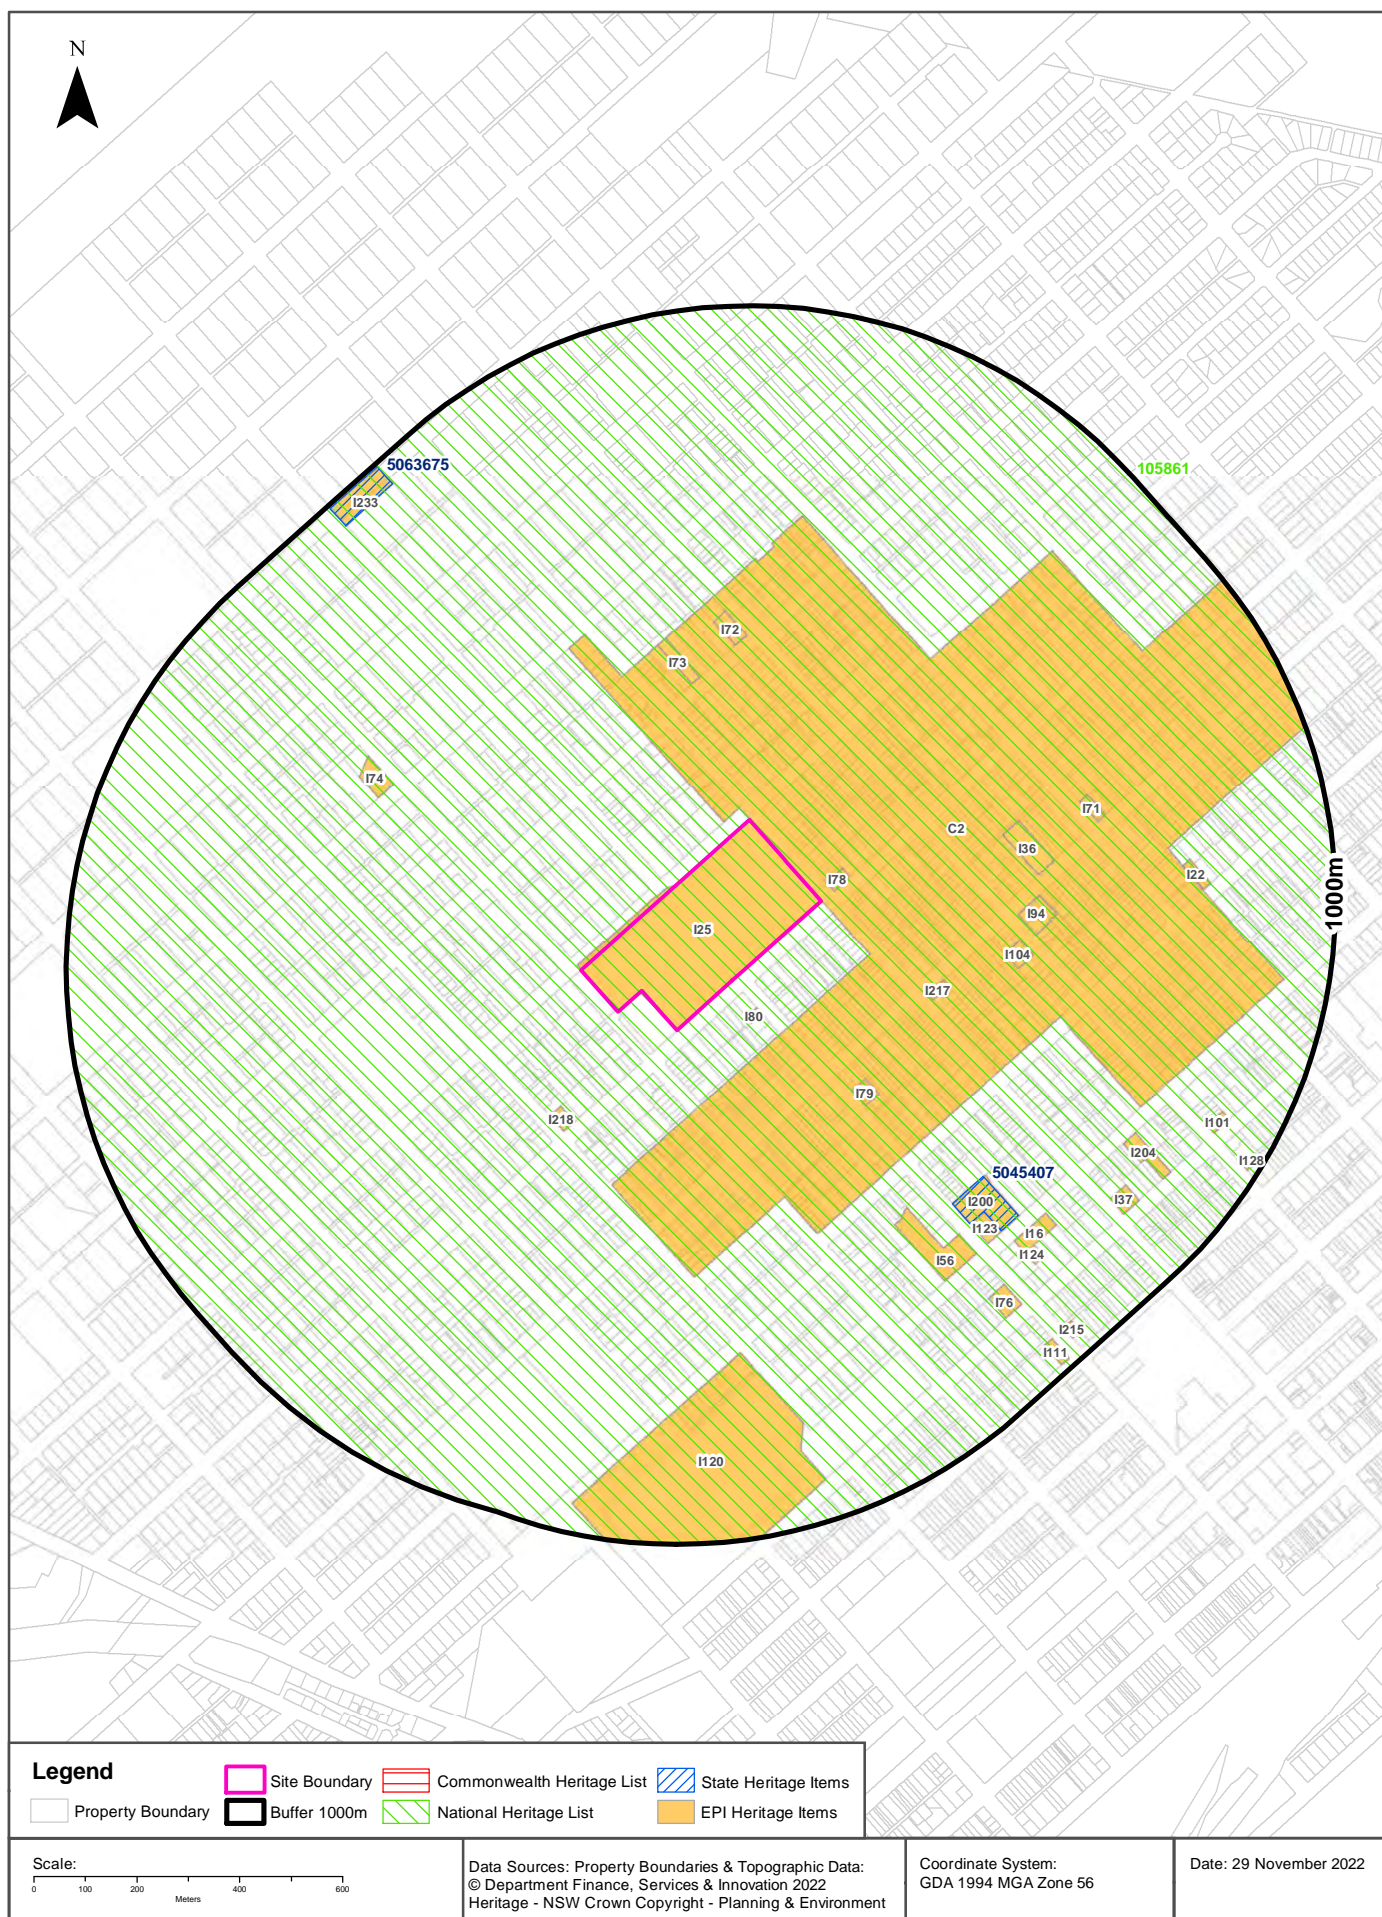 N
5063675
I233
105861
I72
I73
I74
I71
C2
I36
I78
I22
1000m
I94
I25
I104
I217
I80
I79
I218
I101
I204
I128
5045407
I200
I37
I123
I16
I124
I56
I76
I215
I111
I120
Legend
Site Boundary
Commonwealth Heritage List
State Heritage Items
Property Boundary
Buffer 1000m
National Heritage List
EPI Heritage Items
Scale:
0 100 200 400 600
Meters
Data Sources: Property Boundaries & Topographic Data:
© Department Finance, Services & Innovation 2022
Heritage - NSW Crown Copyright - Planning & Environment
Coordinate System:
GDA 1994 MGA Zone 56
Date: 29 November 2022